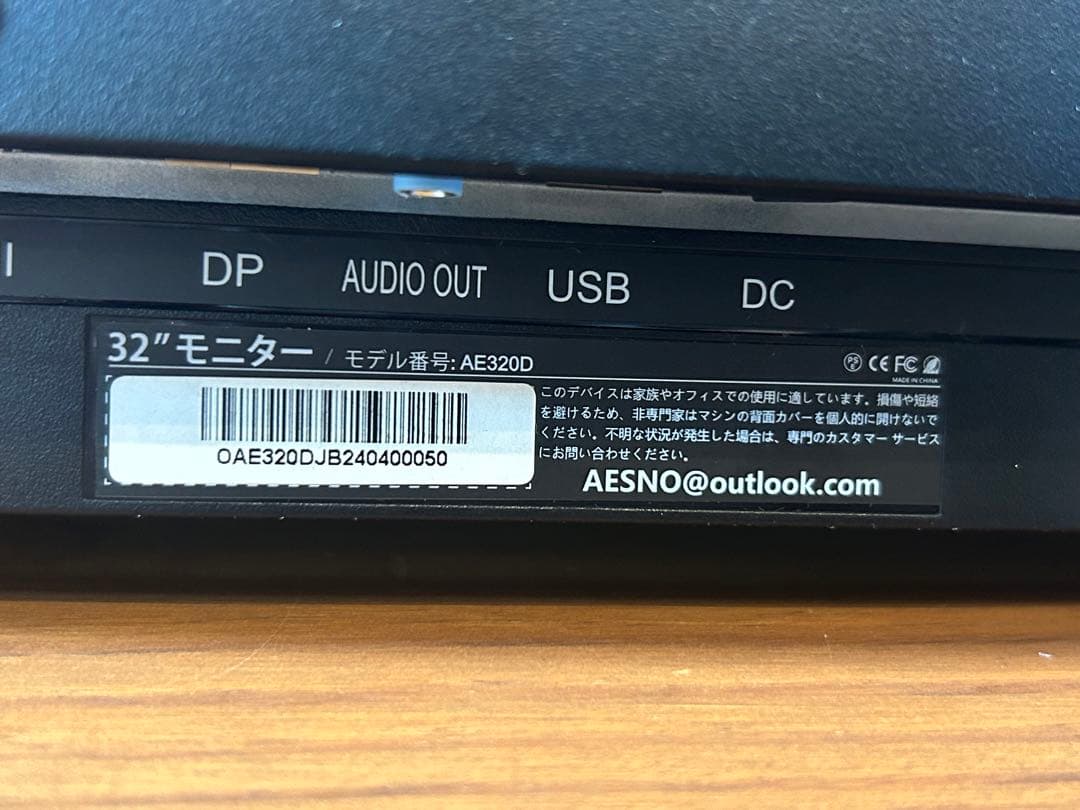 I
DP
AUDIO OUT
USB
DC
32” モニター / モデル番号: AE320D
PS E CE FC
MADE IN CHINA
OAE320DJB240400050
このデバイスは家族やオフィスでの使用に適しています。損傷や短絡
を避けるため、非専門家はマシンの背面カバーを個人的に開けないで
ください。不明な状況が発生した場合は、専門のカスタマー サービス
にお問い合わせください。
AESNO@outlook.com